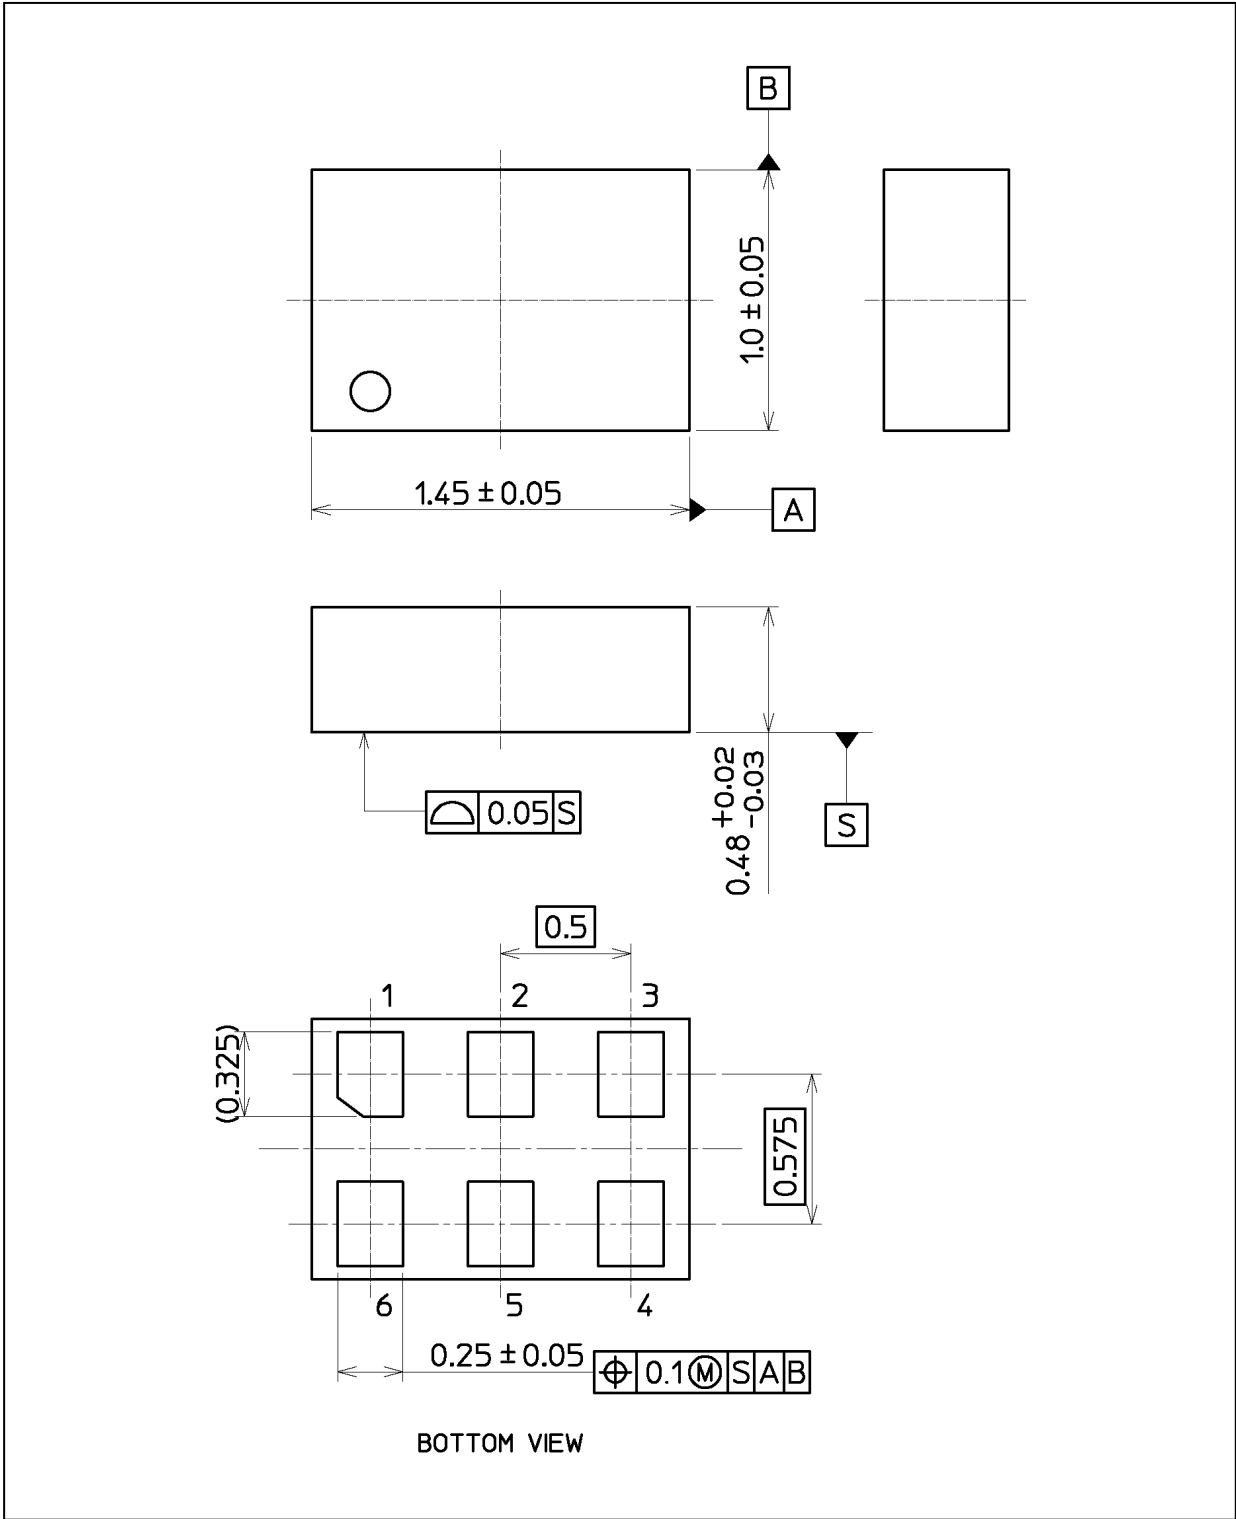 B
1.0 ± 0.05
1.45 ± 0.05
A
0.48 +0.02 -0.03
S
⌓ 0.05 S
0.5
1 2 3
(0.325)
0.575
6 5 4
0.25 ± 0.05
⌖ 0.1 Ⓜ S A B
BOTTOM VIEW